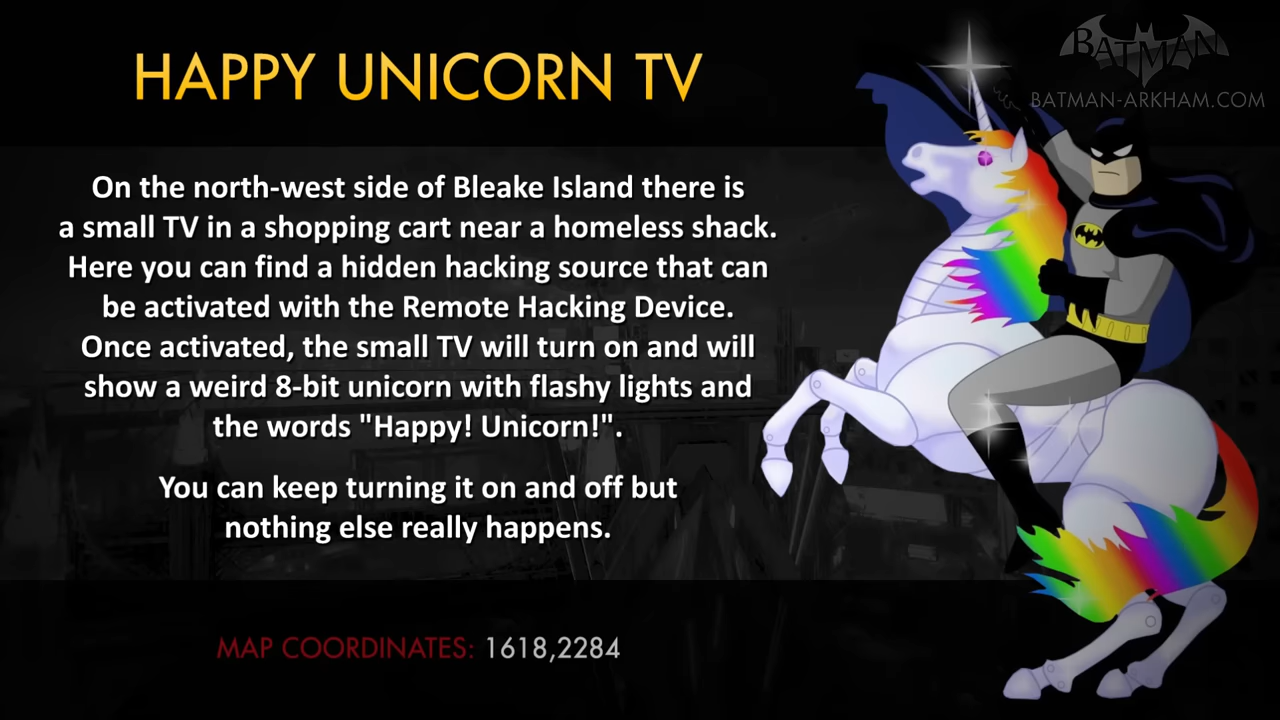 HAPPY UNICORN TV
BATMAN
BATMAN-ARKHAM.COM
On the north-west side of Bleake Island there is
a small TV in a shopping cart near a homeless shack.
Here you can find a hidden hacking source that can
be activated with the Remote Hacking Device.
Once activated, the small TV will turn on and will
show a weird 8-bit unicorn with flashy lights and
the words "Happy! Unicorn!".
You can keep turning it on and off but
nothing else really happens.
MAP COORDINATES: 1618,2284